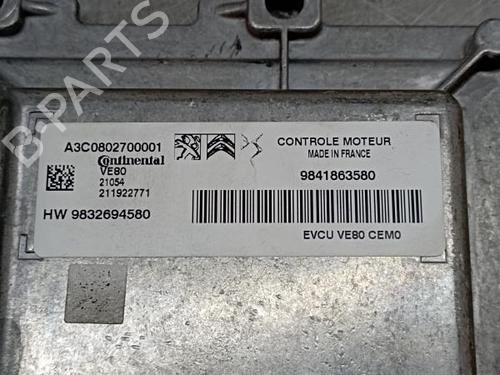 B-PARTS
A3C0802700001
Continental
VE80
21054
211922771
HW 9832694580
CONTROLE MOTEUR
MADE IN FRANCE
9841863580
EVCU VE80 CEM0